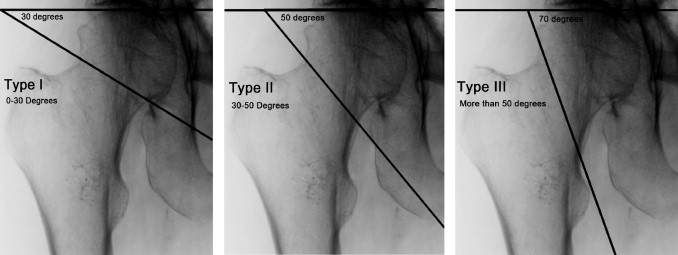 30 degrees
Type I
0-30 Degrees
50 degrees
Type II
30-50 Degrees
70 degrees
Type III
More than 50 degrees